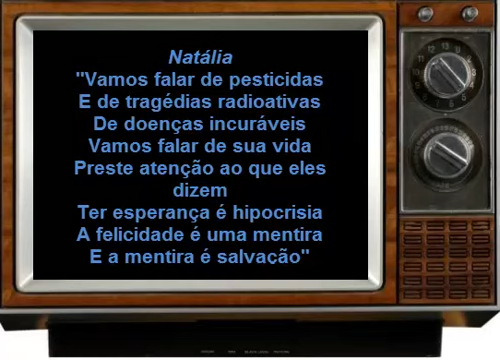 Natália
"Vamos falar de pesticidas
E de tragédias radioativas
De doenças incuráveis
Vamos falar de sua vida
Preste atenção ao que eles
dizem
Ter esperança é hipocrisia
A felicidade é uma mentira
E a mentira é salvação"